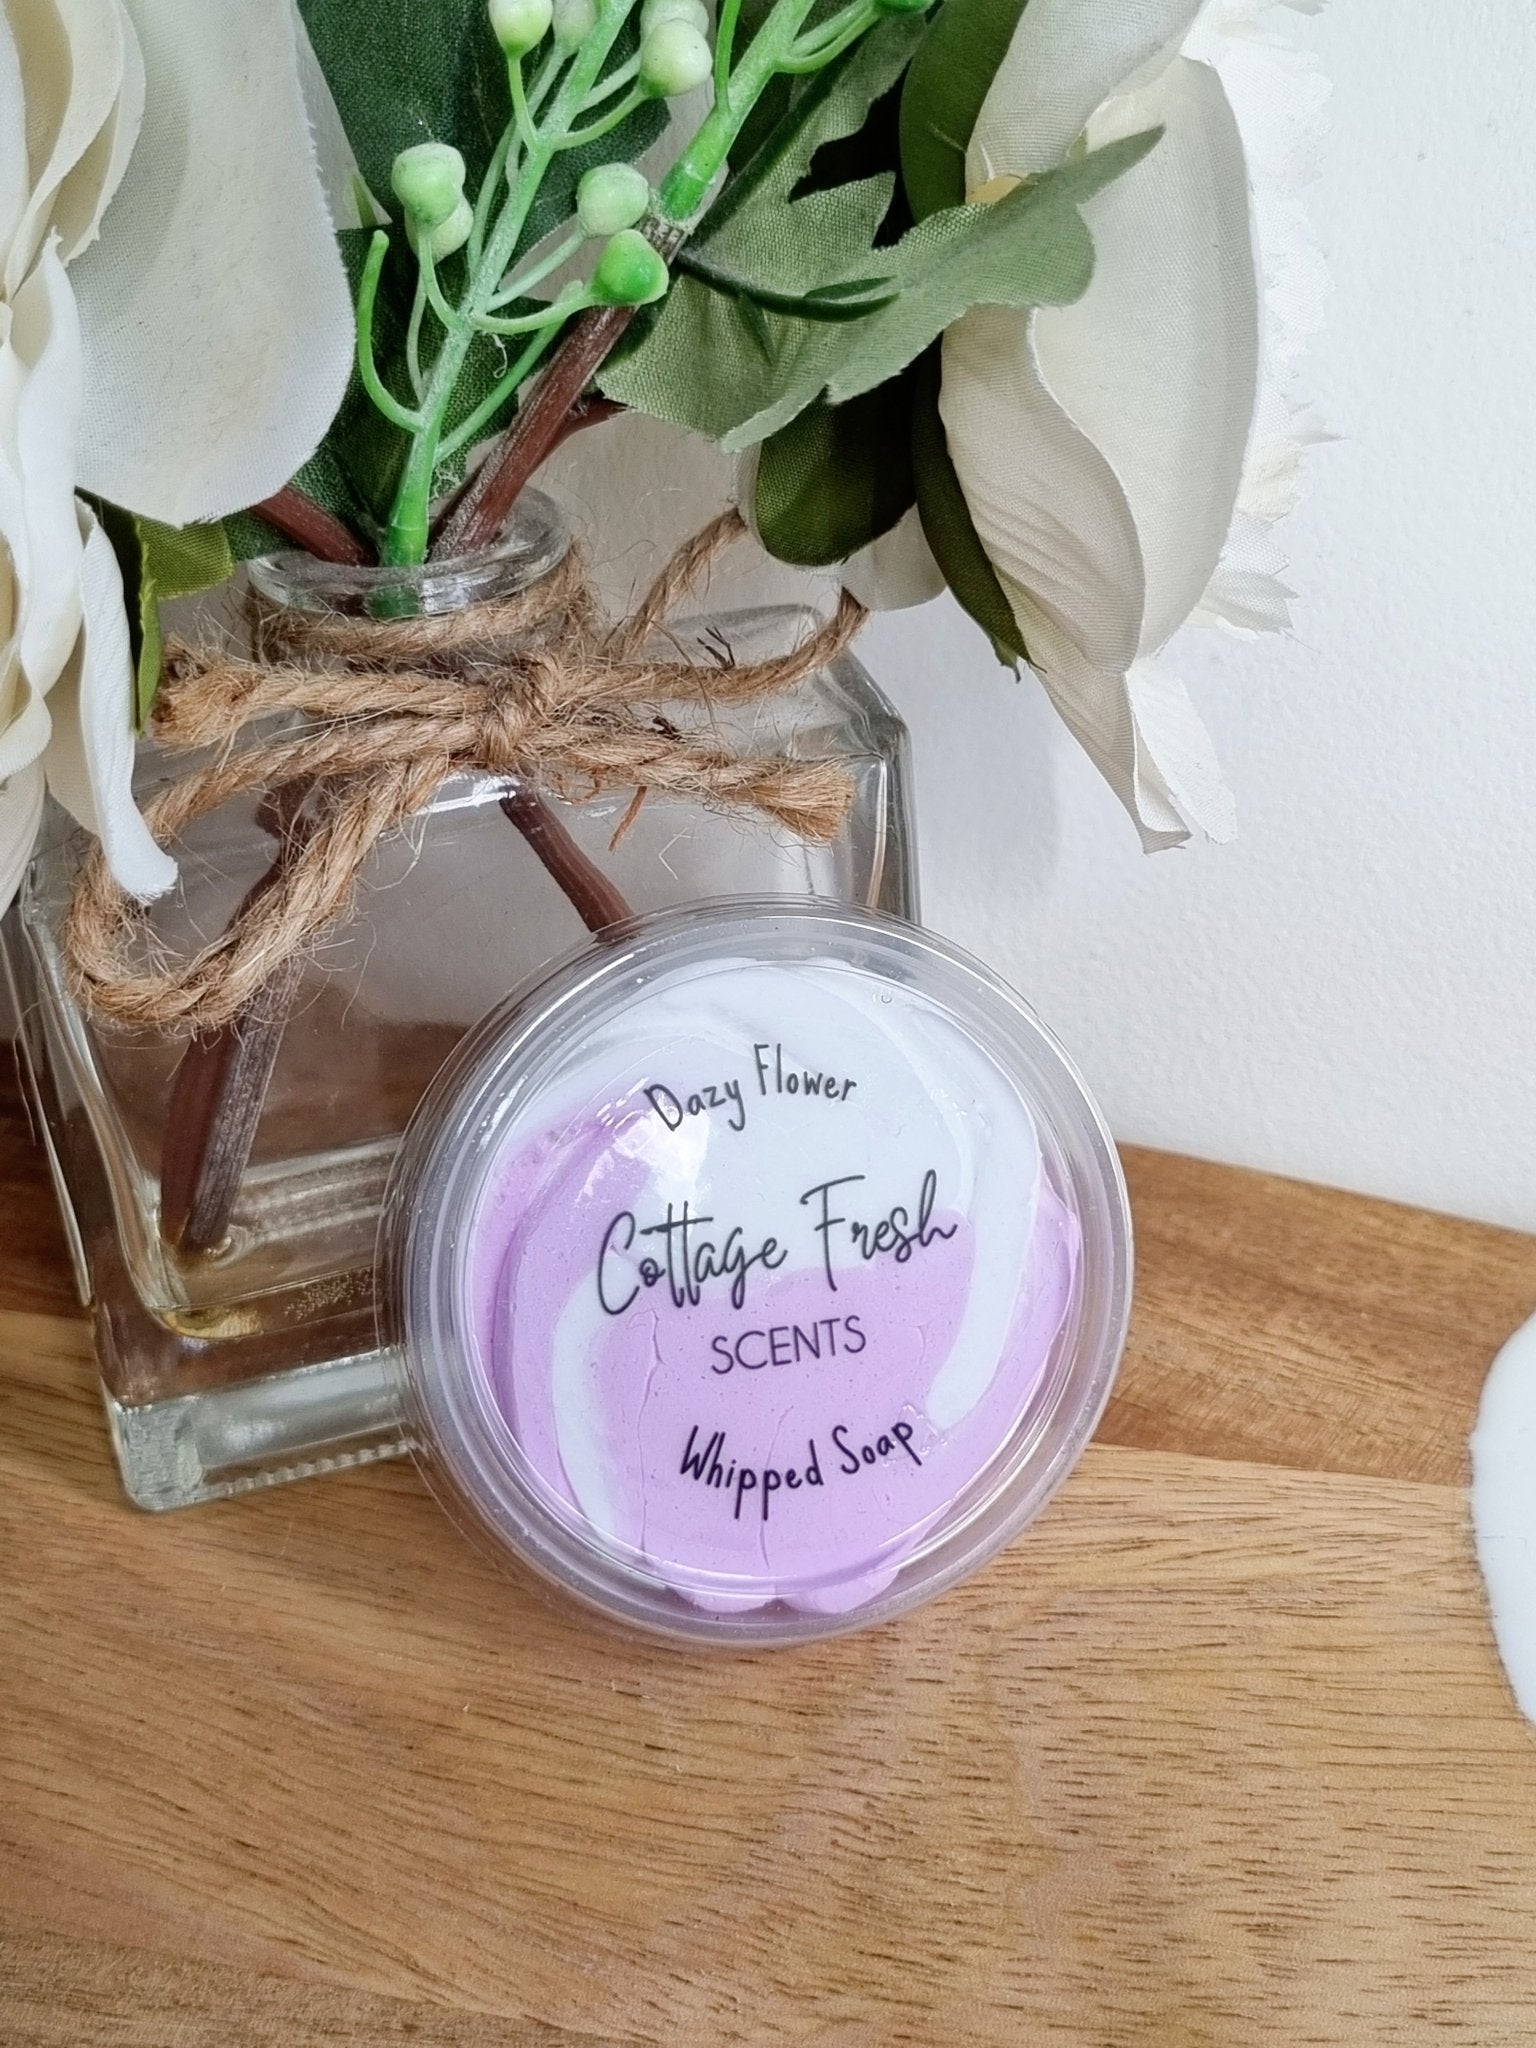 Dazy Flower
Cottage Fresh
SCENTS
Whipped Soap